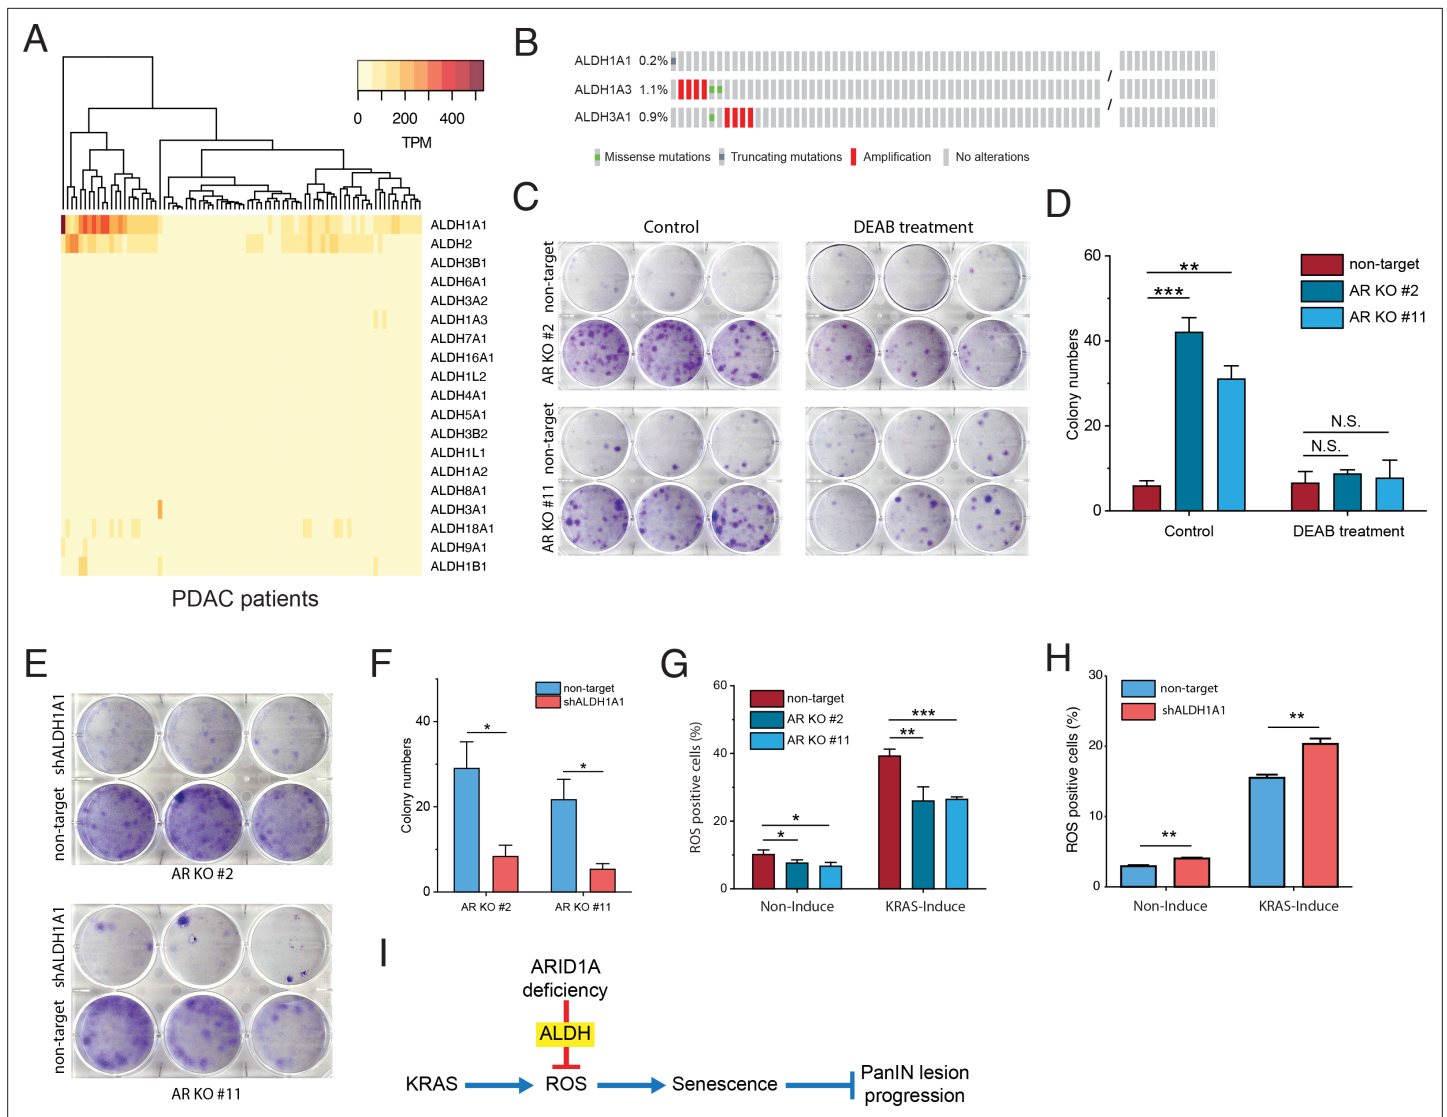 A
0 200 400
TPM
ALDH1A1
ALDH2
ALDH3B1
ALDH6A1
ALDH3A2
ALDH1A3
ALDH7A1
ALDH16A1
ALDH1L2
ALDH4A1
ALDH5A1
ALDH3B2
ALDH1L1
ALDH1A2
ALDH8A1
ALDH3A1
ALDH18A1
ALDH9A1
ALDH1B1
PDAC patients
B
ALDH1A1 0.2%
ALDH1A3 1.1%
ALDH3A1 0.9%
/
/
Missense mutations Truncating mutations Amplification No alterations
C
Control DEAB treatment
non-target
AR KO #2
non-target
AR KO #11
D
Colony numbers
60
40
20
0
non-target
AR KO #2
AR KO #11
**
***
N.S.
N.S.
Control DEAB treatment
E
shALDH1A1
non-target
AR KO #2
shALDH1A1
non-target
AR KO #11
F
Colony numbers
40
20
0
non-target
shALDH1A1
*
*
AR KO #2 AR KO #11
G
ROS positive cells (%)
60
40
20
0
non-target
AR KO #2
AR KO #11
***
**
*
*
Non-Induce KRAS-Induce
H
ROS positive cells (%)
30
20
10
0
non-target
shALDH1A1
**
**
Non-Induce KRAS-Induce
I
ARID1A
deficiency
ALDH
KRAS ROS Senescence PanIN lesion
progression